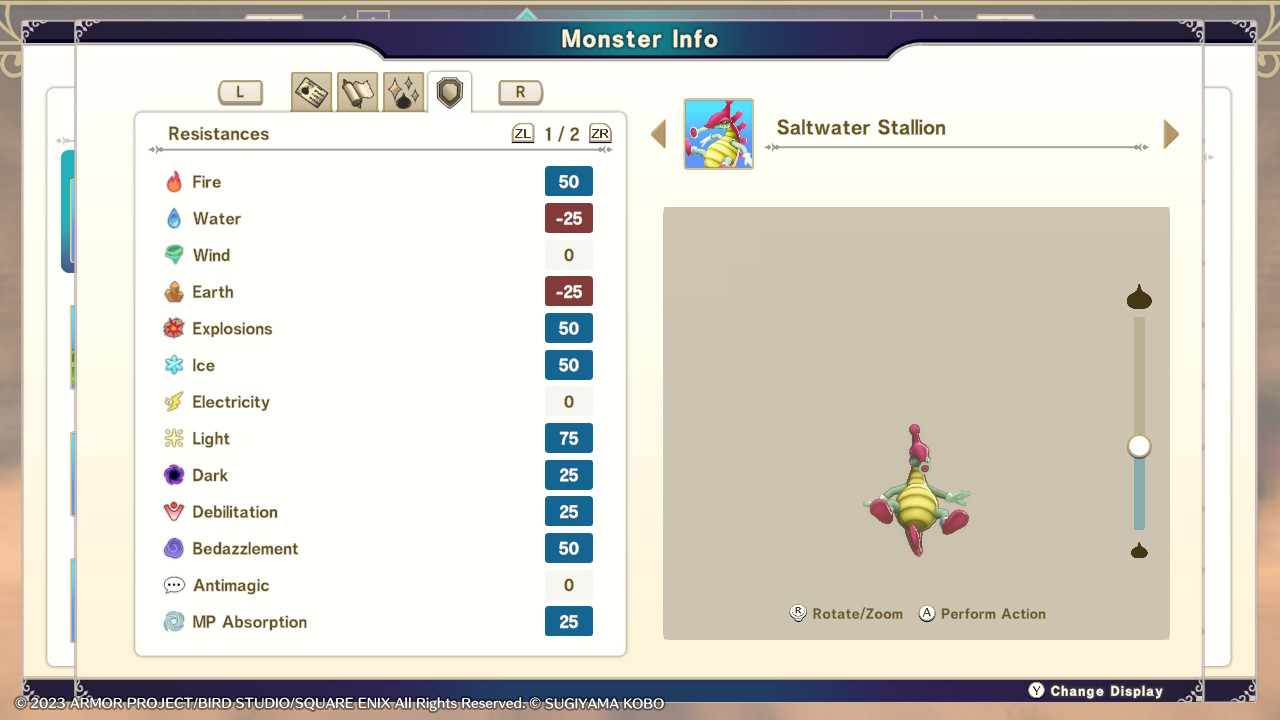 Monster Info
L
R
Resistances
ZL 1 / 2 ZR
Saltwater Stallion
Fire 50
Water -25
Wind 0
Earth -25
Explosions 50
Ice 50
Electricity 0
Light 75
Dark 25
Debilitation 25
Bedazzlement 50
Antimagic 0
MP Absorption 25
R Rotate/Zoom A Perform Action
Y Change Display
© 2023 ARMOR PROJECT/BIRD STUDIO/SQUARE ENIX All Rights Reserved. © SUGIYAMA KOBO